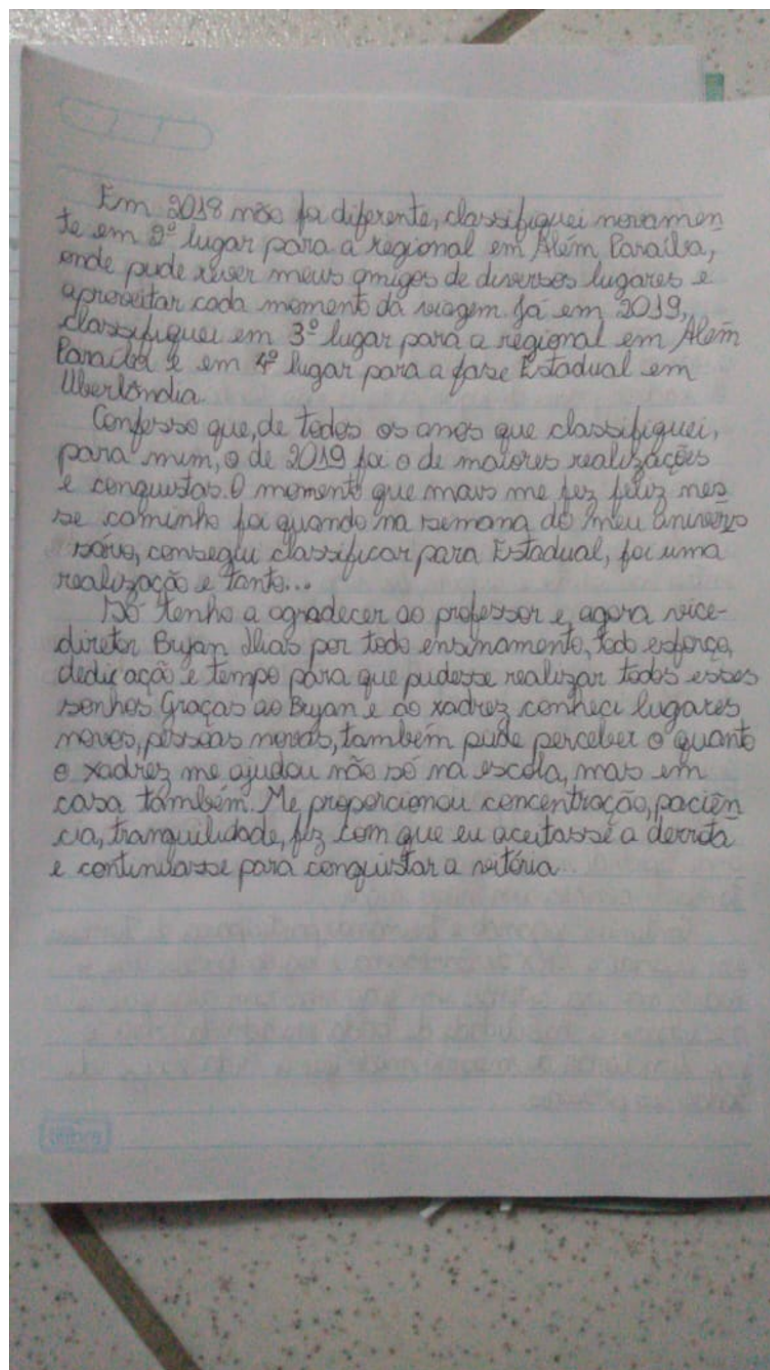 Em 2018 não foi diferente, classifiquei novamen
te em 2º lugar para a regional em Além Paraíba,
onde pude rever meus amigos de diversos lugares e
aproveitar cada momento da viagem. Já em 2019,
classifiquei em 3º lugar para a regional em Além
Paraíba e em 4º lugar para a fase Estadual em
Uberlândia.
Confesso que, de todos os anos que classifiquei,
para mim, o de 2019 foi o de maiores realizações
e conquistas. O momento que mais me fez feliz nes
se caminho foi quando na semana do meu anivers
sário, consegui classificar para Estadual, foi uma
realização e tanto...
Só tenho a agradecer ao professor e, agora vice-
diretor Bryan por todo ensinamento, todo esforço,
dedicação e tempo para que pudesse realizar todos esses
sonhos. Graças ao Bryan e ao xadrez conheci lugares
novos, pessoas novas, também pude perceber o quanto
o xadrez me ajudou não só na escola, mas em
casa também. Me proporcionou concentração, paciên
cia, tranquilidade, fez com que eu aceitasse a derrota
e continuasse para conquistar a vitória.